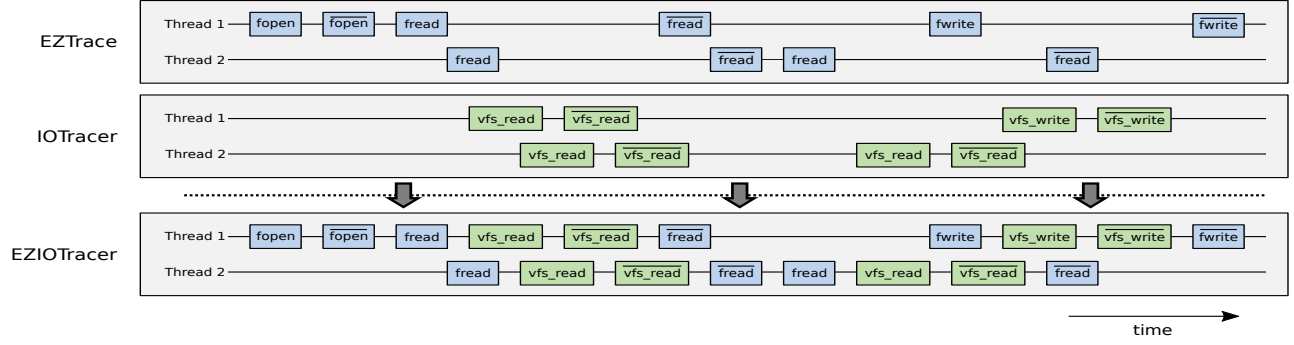 EZTrace
Thread 1 fopen fopen fread fread fwrite fwrite
Thread 2 fread fread fread fread
IOTracer
Thread 1 vfs_read vfs_read vfs_write vfs_write
Thread 2 vfs_read vfs_read vfs_read vfs_read
EZIOTracer
Thread 1 fopen fopen fread vfs_read vfs_read fread fwrite vfs_write vfs_write fwrite
Thread 2 fread vfs_read vfs_read fread fread vfs_read vfs_read fread
time